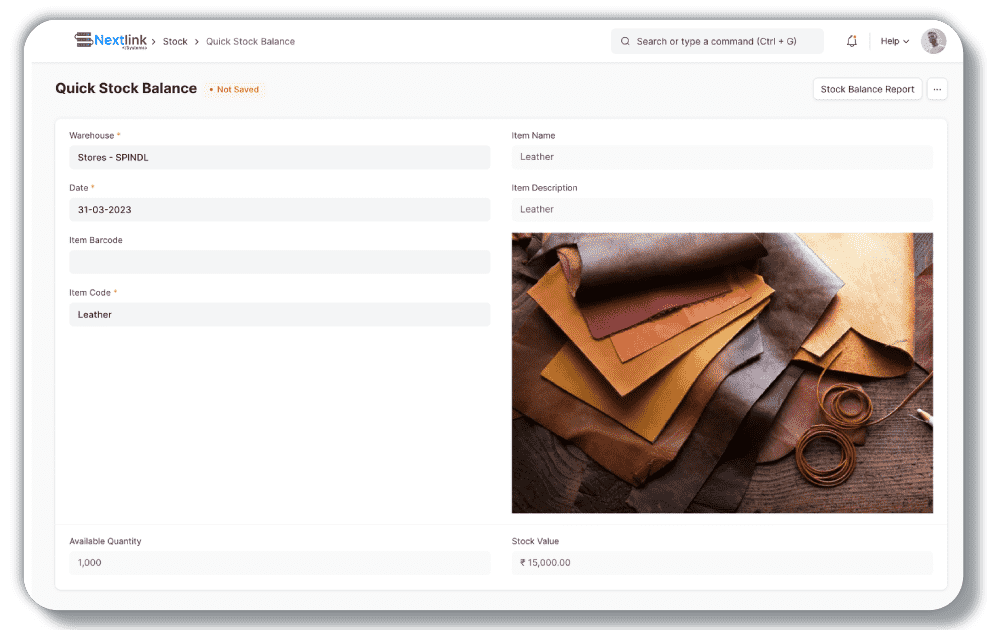 Nextlink
Stock
Quick Stock Balance
Search or type a command (Ctrl + G)
Help
Quick Stock Balance
Not Saved
Stock Balance Report
...
Warehouse *
Stores - SPINDL
Date *
31-03-2023
Item Barcode
Item Code *
Leather
Item Name
Leather
Item Description
Leather
Available Quantity
1,000
Stock Value
₹ 15,000.00